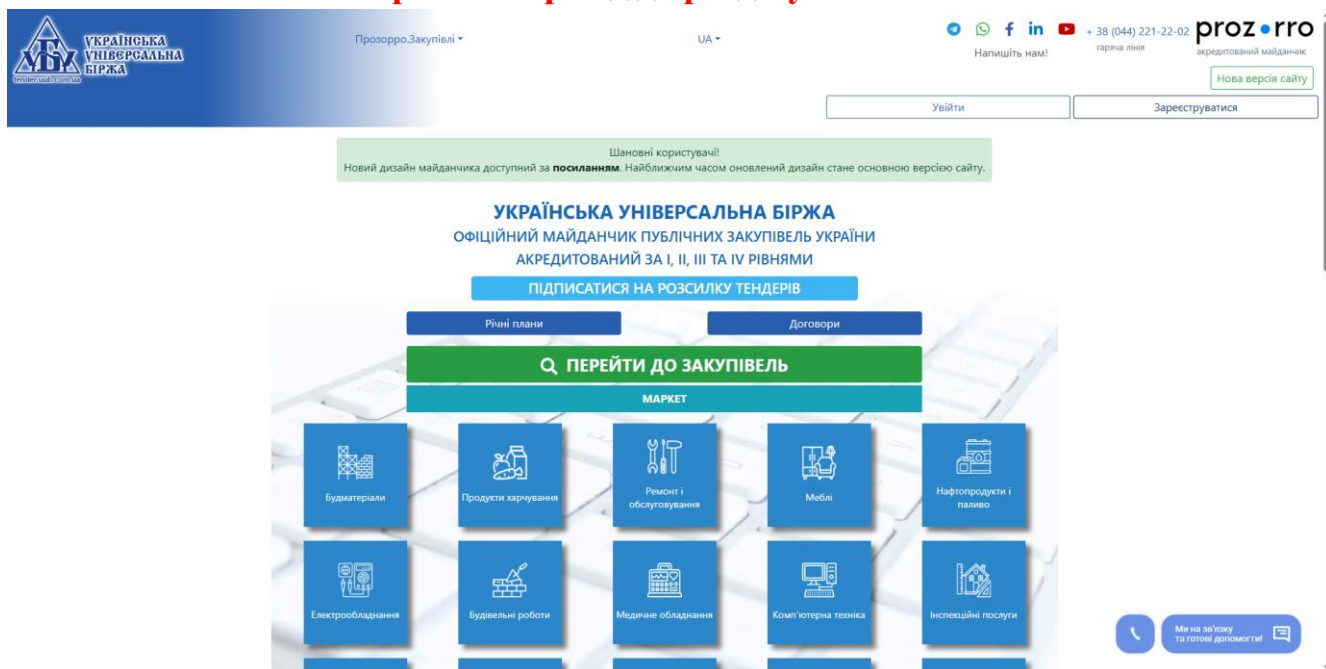 УКРАЇНСЬКА
УНІВЕРСАЛЬНА
БІРЖА
tender.uub.com.ua
Прозорро.Закупівлі
UA
Напишіть нам!
+ 38 (044) 221-22-02
гаряча лінія
prozorro
акредитований майданчик
Нова версія сайту
Увійти
Зареєструватися
Шановні користувачі!
Новий дизайн майданчика доступний за посиланням. Найближчим часом оновлений дизайн стане основною версією сайту.
УКРАЇНСЬКА УНІВЕРСАЛЬНА БІРЖА
ОФІЦІЙНИЙ МАЙДАНЧИК ПУБЛІЧНИХ ЗАКУПІВЕЛЬ УКРАЇНИ
АКРЕДИТОВАНИЙ ЗА I, II, III ТА IV РІВНЯМИ
ПІДПИСАТИСЯ НА РОЗСИЛКУ ТЕНДЕРІВ
Річні плани
Договори
ПЕРЕЙТИ ДО ЗАКУПІВЕЛЬ
МАРКЕТ
Будматеріали
Продукти харчування
Ремонт і
обслуговування
Меблі
Нафтопродукти і
паливо
Електрообладнання
Будівельні роботи
Медичне обладнання
Комп'ютерна техніка
Інспекційні послуги
Ми на зв'язку
та готові допомогти!